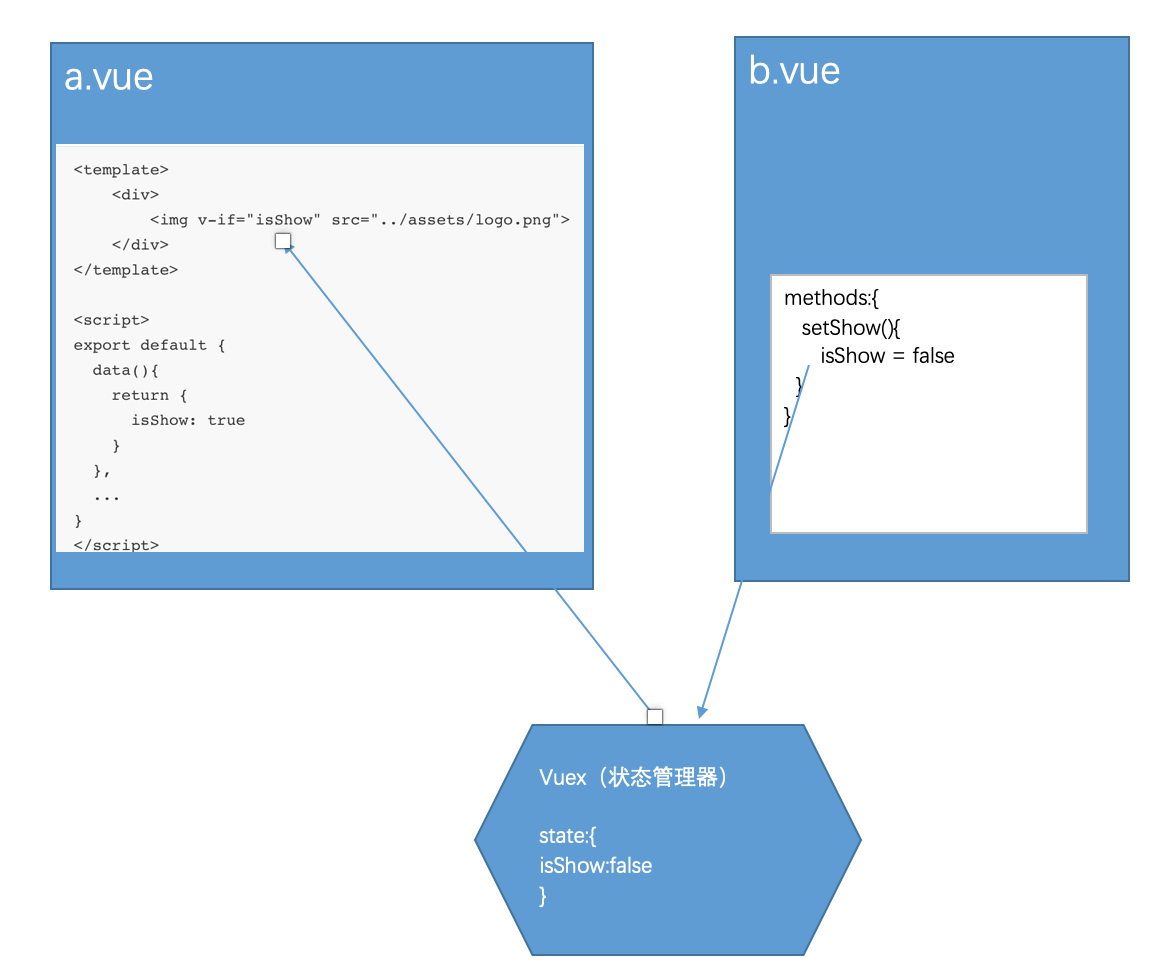 a.vue
<template>
    <div>
        <img v-if="isShow" src="../assets/logo.png">
    </div>
</template>
<script>
export default {
  data(){
    return {
      isShow: true
    }
  },
  ...
}
</script>
b.vue
methods:{
   setShow(){
      isShow = false
  }
}
Vuex（状态管理器）
state:{
isShow:false
}